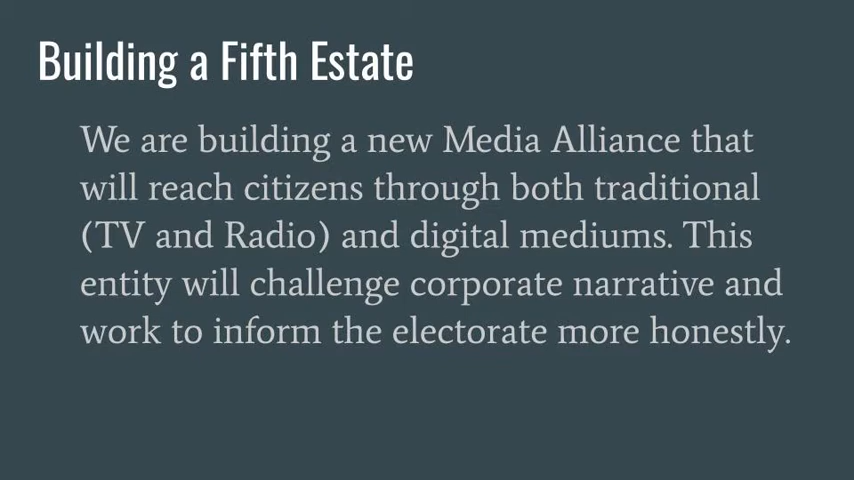 Building a Fifth Estate
We are building a new Media Alliance that
will reach citizens through both traditional
(TV and Radio) and digital mediums. This
entity will challenge corporate narrative and
work to inform the electorate more honestly.